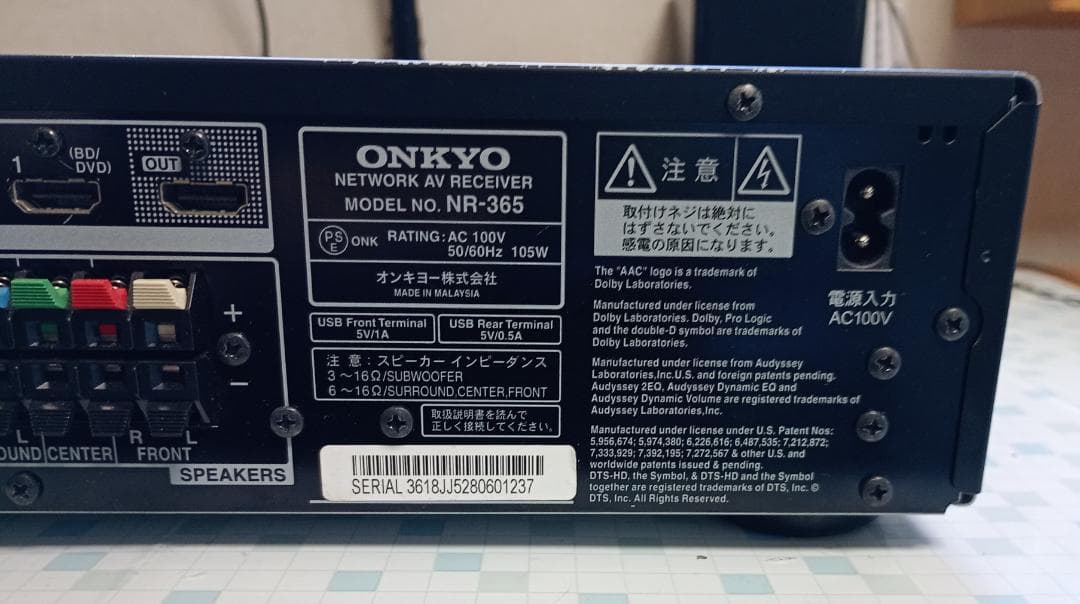 1
(BD/
DVD)
OUT
ONKYO
NETWORK AV RECEIVER
MODEL NO. NR-365
PS
E
ONK
RATING: AC 100V
50/60Hz 105W
オンキヨー株式会社
MADE IN MALAYSIA
USB Front Terminal
5V/1A
USB Rear Terminal
5V/0.5A
注意：スピーカー インピーダンス
3～16Ω/SUBWOOFER
6～16Ω/SURROUND,CENTER,FRONT
取扱説明書を読んで
正しく接続してください。
SERIAL 3618JJ5280601237
+
−
L
R L
OUND
CENTER
FRONT
SPEAKERS
注意
取付けネジは絶対に
はずさないでください。
感電の原因になります。
The "AAC" logo is a trademark of
Dolby Laboratories.
Manufactured under license from
Dolby Laboratories. Dolby, Pro Logic
and the double-D symbol are trademarks of
Dolby Laboratories.
Manufactured under license from Audyssey
Laboratories,Inc.U.S. and foreign patents pending.
Audyssey 2EQ, Audyssey Dynamic EQ and
Audyssey Dynamic Volume are registered trademarks of
Audyssey Laboratories,Inc.
Manufactured under license under U.S. Patent Nos:
5,956,674; 5,974,380; 6,226,616; 6,487,535; 7,212,872;
7,333,929; 7,392,195; 7,272,567 & other U.S. and
worldwide patents issued & pending.
DTS-HD, the Symbol, & DTS-HD and the Symbol
together are registered trademarks of DTS, Inc. ©
DTS, Inc. All Rights Reserved.
電源入力
AC100V